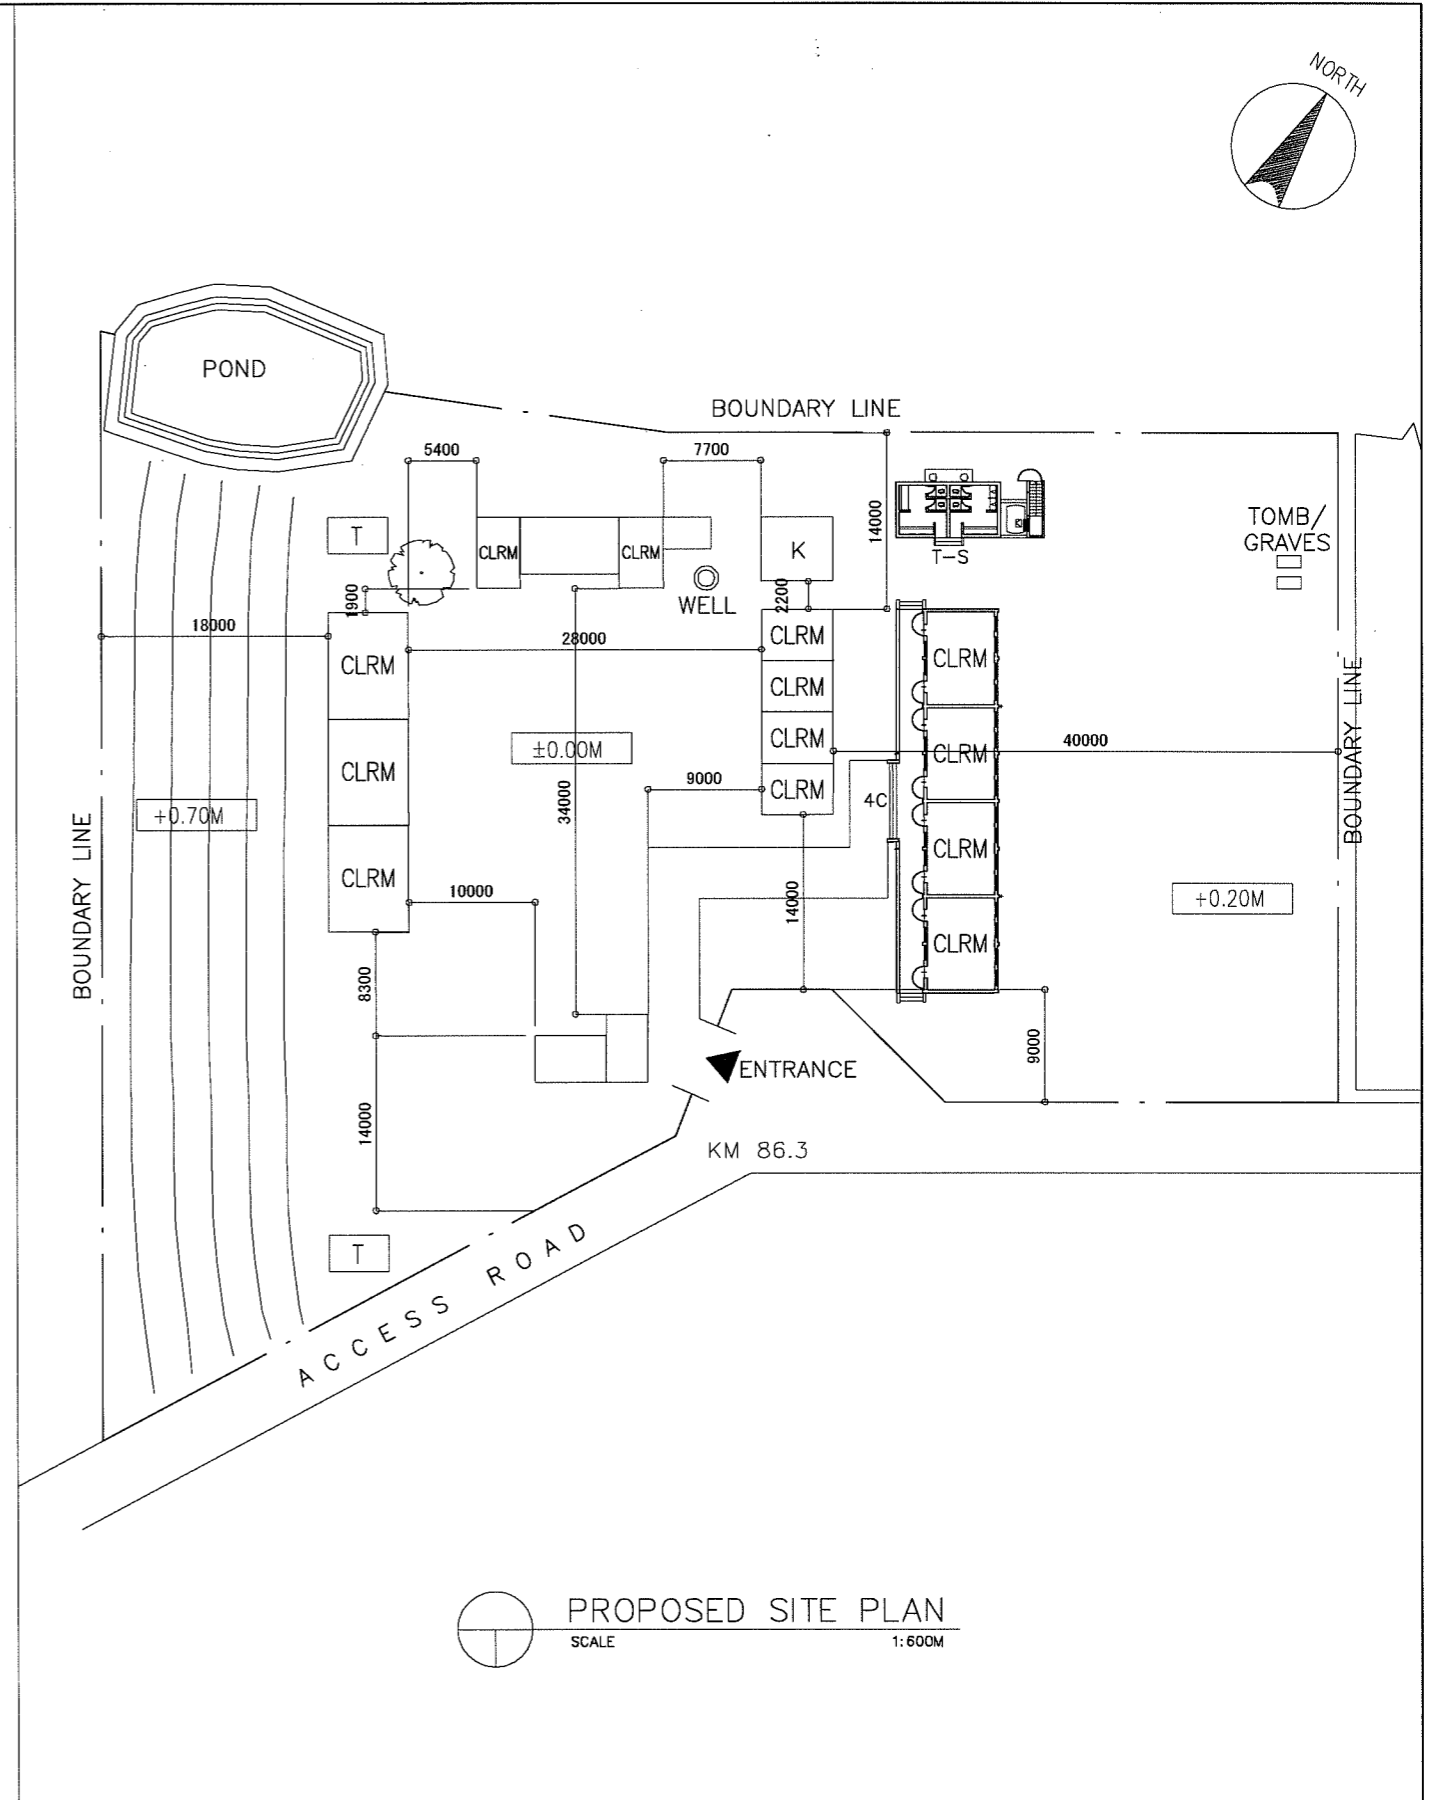 NORTH
POND
BOUNDARY LINE
5400
7700
14000
T
CLRM
CLRM
K
T-S
TOMB/
GRAVES
WELL
1900
2200
18000
28000
CLRM
CLRM
CLRM
CLRM
CLRM
CLRM
±0.00M
CLRM
CLRM
40000
BOUNDARY LINE
CLRM
9000
4C
34000
+0.70M
BOUNDARY LINE
CLRM
CLRM
10000
14000
+0.20M
CLRM
8300
9000
ENTRANCE
14000
KM 86.3
T
ACCESS ROAD
PROPOSED SITE PLAN
SCALE 1:600M